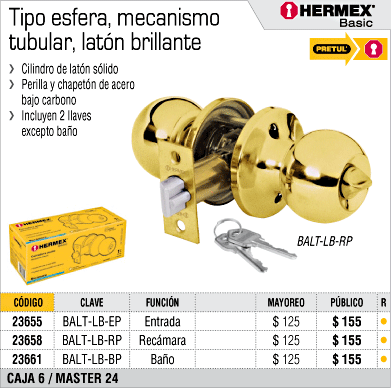 Tipo esfera, mecanismo
tubular, latón brillante
HERMEX®
Basic
PRETUL®
Cilindro de latón sólido
Perilla y chapetón de acero
bajo carbono
Incluyen 2 llaves
excepto baño
BALT-LB-RP
HERMEX
CÓDIGO CLAVE FUNCIÓN MAYOREO PÚBLICO R
23655 BALT-LB-EP Entrada $ 125 $ 155
23658 BALT-LB-RP Recámara $ 125 $ 155
23661 BALT-LB-BP Baño $ 125 $ 155
CAJA 6 / MASTER 24